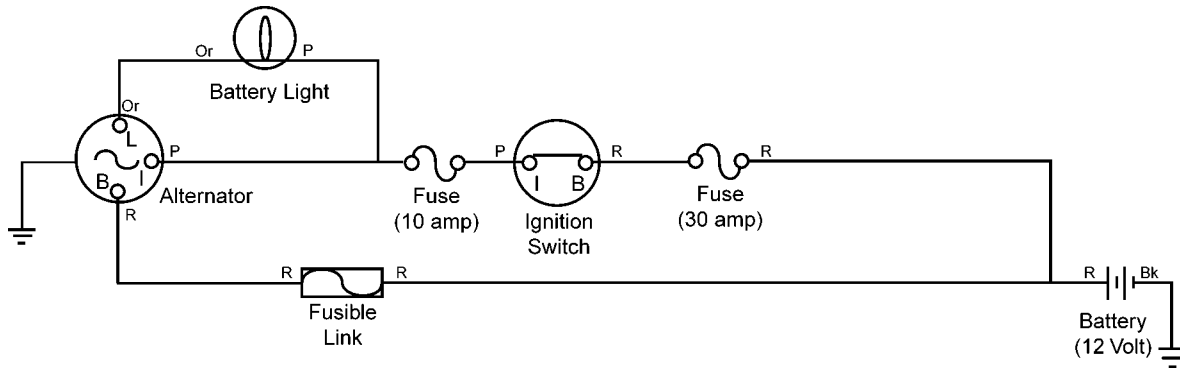 Or
P
Battery Light
Or
L
P
I
B
R
Alternator
P
I
B
R
R
Fuse
(10 amp)
Ignition
Switch
Fuse
(30 amp)
R
R
Fusible
Link
R
Bk
Battery
(12 Volt)